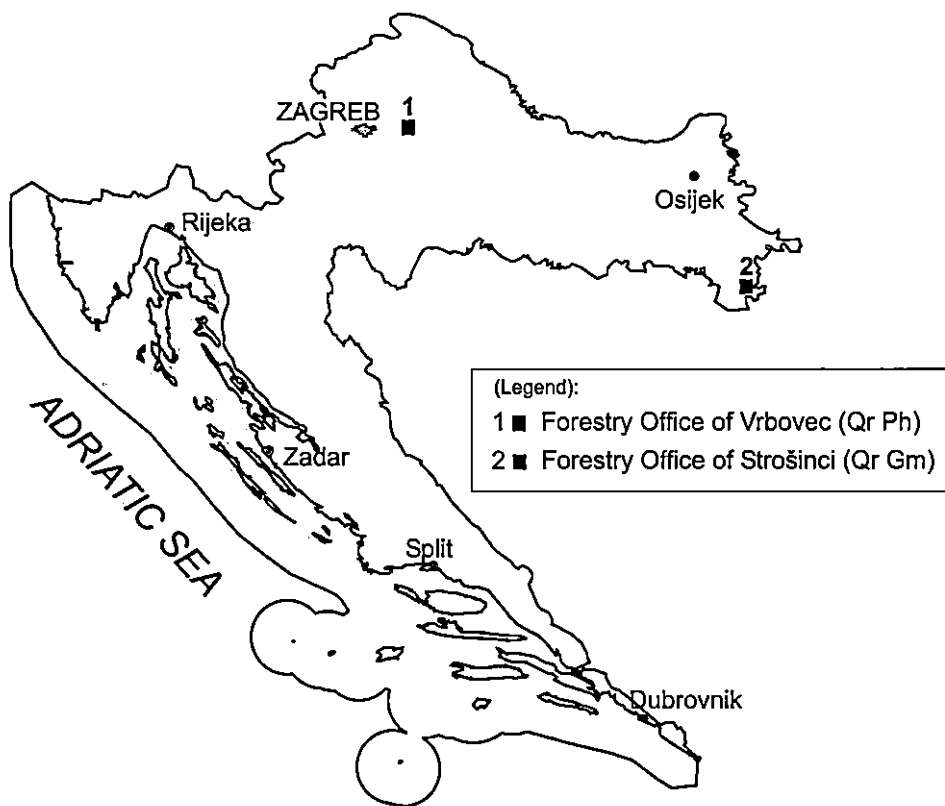 ZAGREB 1
Osijek
Rijeka
2
(Legend):
1 ■ Forestry Office of Vrbovec (Qr Ph)
2 ■ Forestry Office of Strošinci (Qr Gm)
ADRIATIC SEA
Zadar
Split
Dubrovnik